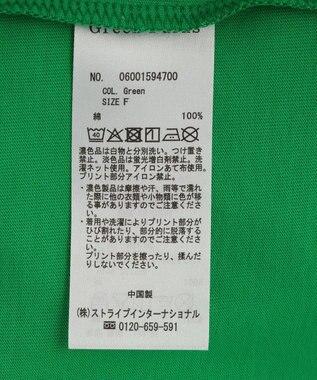 Green Parks
NO. 06001594700
COL. Green
SIZE F
綿 100%
40
濃色品は白物と分別洗い。つけ置き
禁止。淡色品は蛍光増白剤禁止。洗
濯ネット使用。アイロンあて布使用。
プリント部分アイロン禁止。
・濃色製品は摩擦や汗、雨等で濡れ
た際に他の衣類や小物類に色が移
る事がありますのでご注意くださ
い。
・着用や洗濯によりプリント部分が
ひび割れたり、部分的に脱落する
ことがありますのでご注意くださ
い。
プリント部分を擦ったり、揉んだ
りしないでください。
中国製
(株)ストライプインターナショナル
0120-659-591